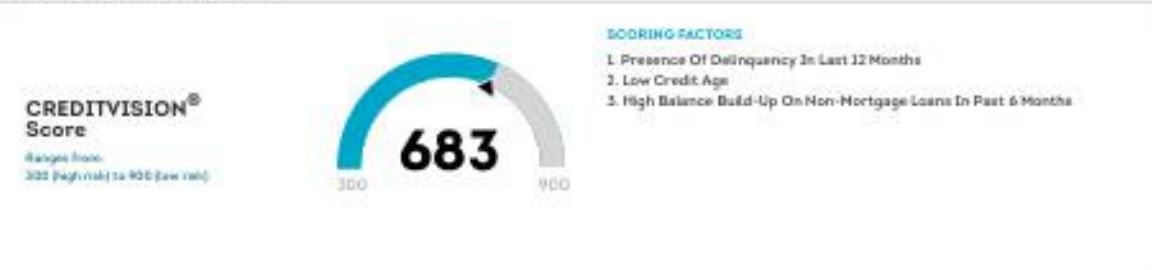 CREDITVISION®
Score
Ranges from:
300 (high risk) to 900 (low risk)
683
300
900
SCORING FACTORS
1. Presence Of Delinquency In Last 12 Months
2. Low Credit Age
3. High Balance Build-Up On Non-Mortgage Loans In Past 6 Months